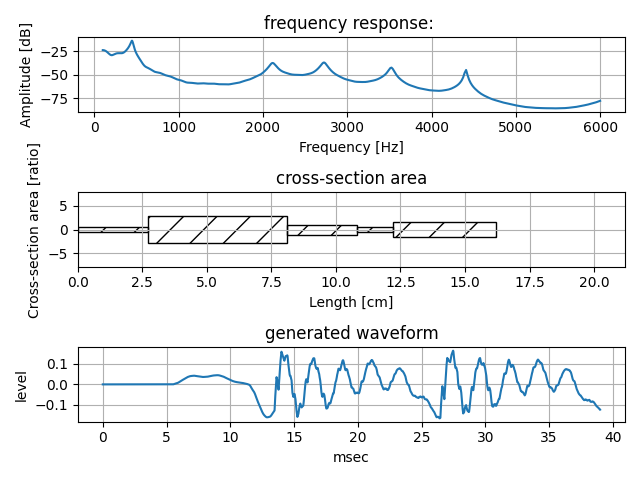 frequency response:
Amplitude [dB]
−25
−50
−75
0 1000 2000 3000 4000 5000 6000
Frequency [Hz]
cross-section area
Cross-section area [ratio]
5
0
−5
0.0 2.5 5.0 7.5 10.0 12.5 15.0 17.5 20.0
Length [cm]
generated waveform
level
0.1
0.0
−0.1
0 5 10 15 20 25 30 35 40
msec